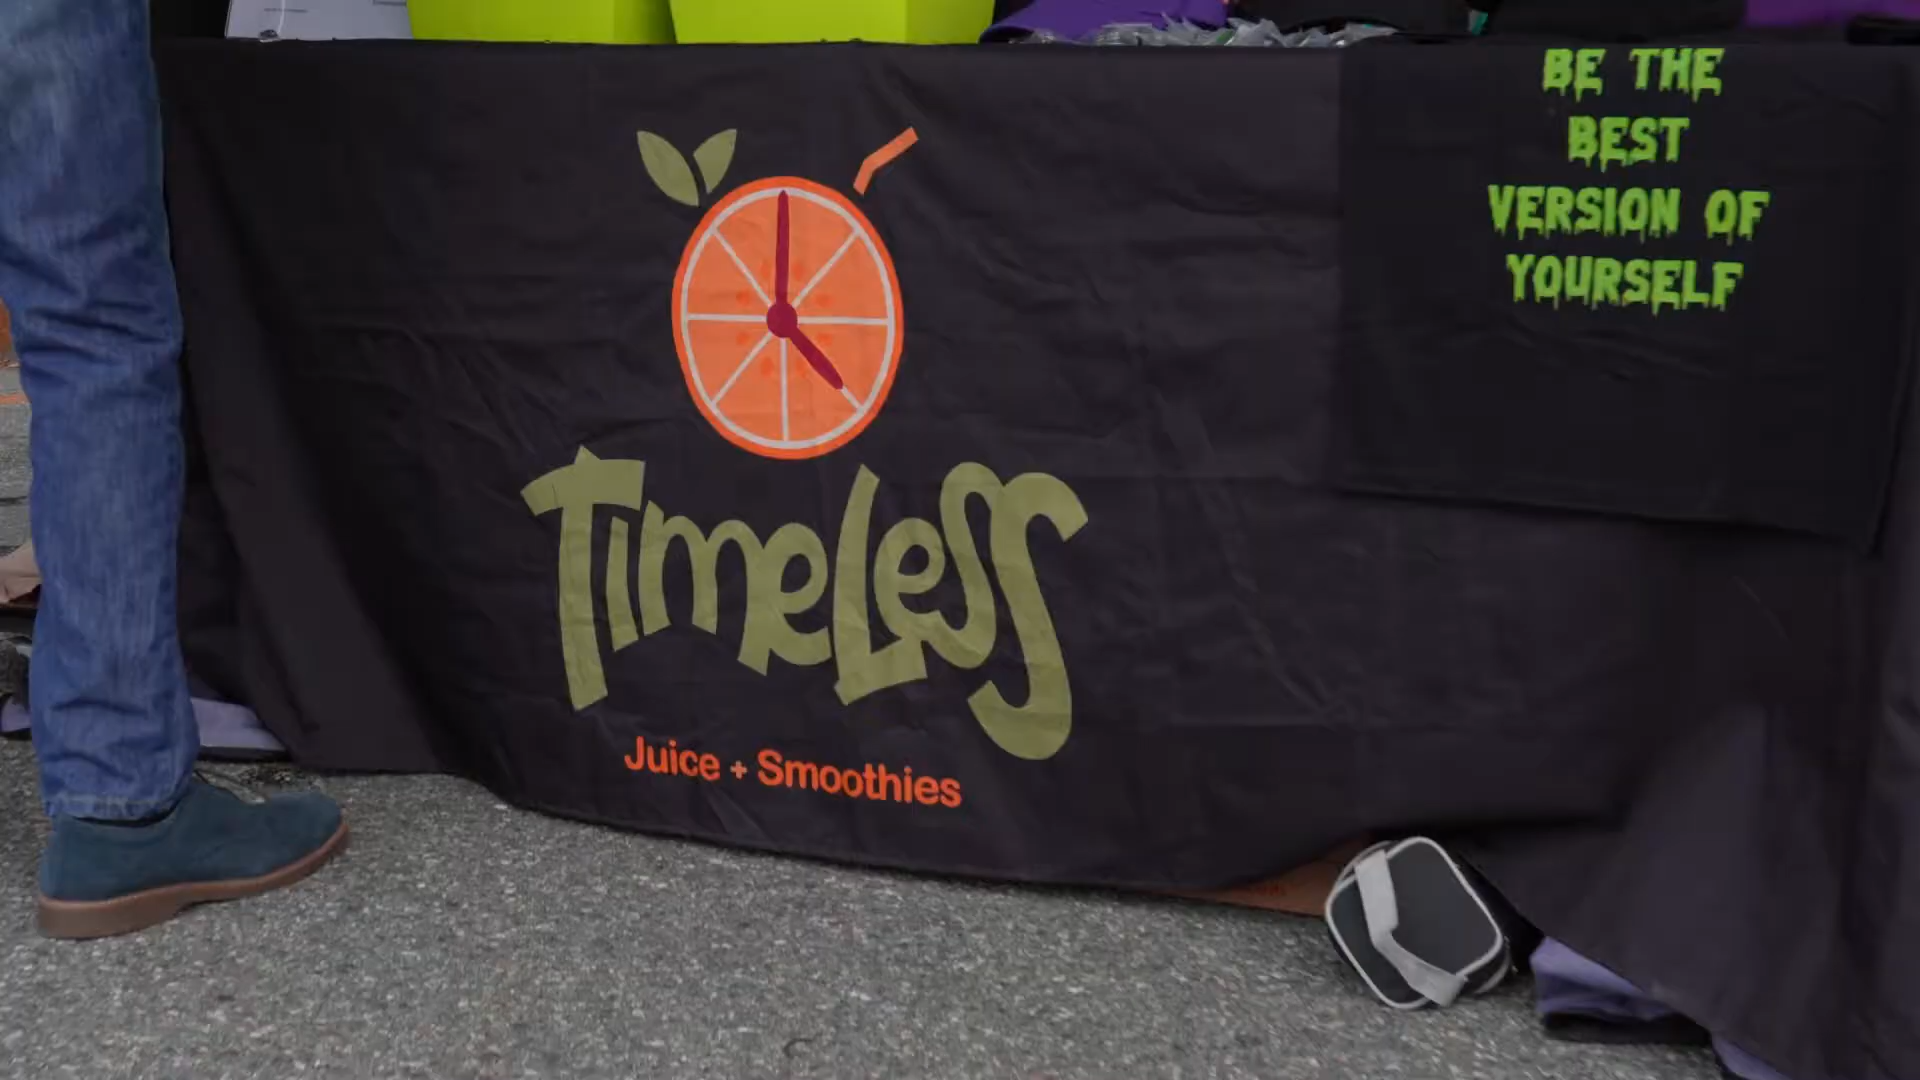 BE THE
BEST
VERSION OF
YOURSELF
TimeLess
Juice + Smoothies